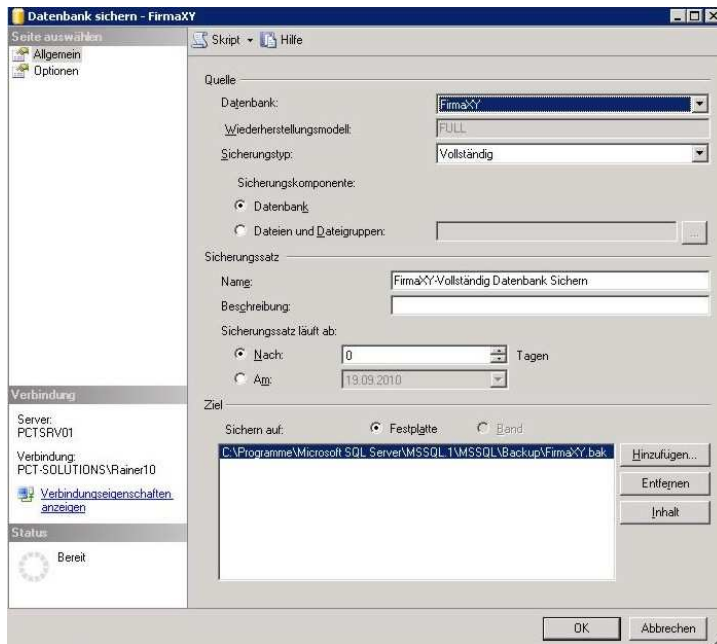 Datenbank sichern - FirmaXY
Seite auswählen
Allgemein
Optionen
Skript
Hilfe
Quelle
Datenbank:
FirmaXY
Wiederherstellungsmodell:
FULL
Sicherungstyp:
Vollständig
Sicherungskomponente:
Datenbank
Dateien und Dateigruppen:
...
Sicherungssatz
Name:
FirmaXY-Vollständig Datenbank Sichern
Beschreibung:
Sicherungssatz läuft ab:
Nach:
0
Tagen
Am:
19.09.2010
Ziel
Sichern auf:
Festplatte
Band
C:\Programme\Microsoft SQL Server\MSSQL.1\MSSQL\Backup\FirmaXY.bak
Hinzufügen...
Entfernen
Inhalt
Verbindung
Server:
PCTSRV01
Verbindung:
PCT-SOLUTIONS\Rainer10
Verbindungseigenschaften
anzeigen
Status
Bereit
OK
Abbrechen